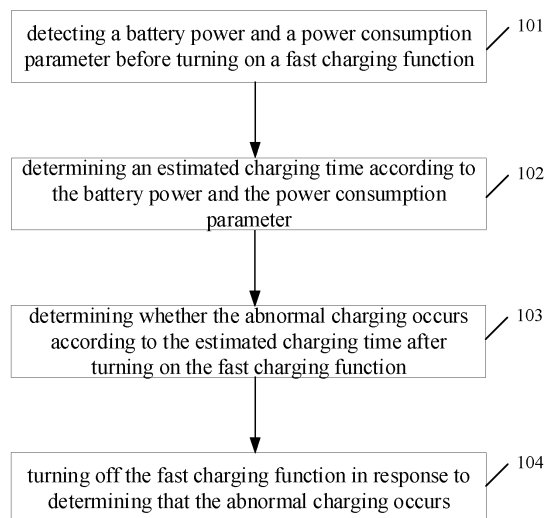 detecting a battery power and a power consumption
parameter before turning on a fast charging function
101
determining an estimated charging time according to
the battery power and the power consumption
parameter
102
determining whether the abnormal charging occurs
according to the estimated charging time after
turning on the fast charging function
103
turning off the fast charging function in response to
determining that the abnormal charging occurs
104